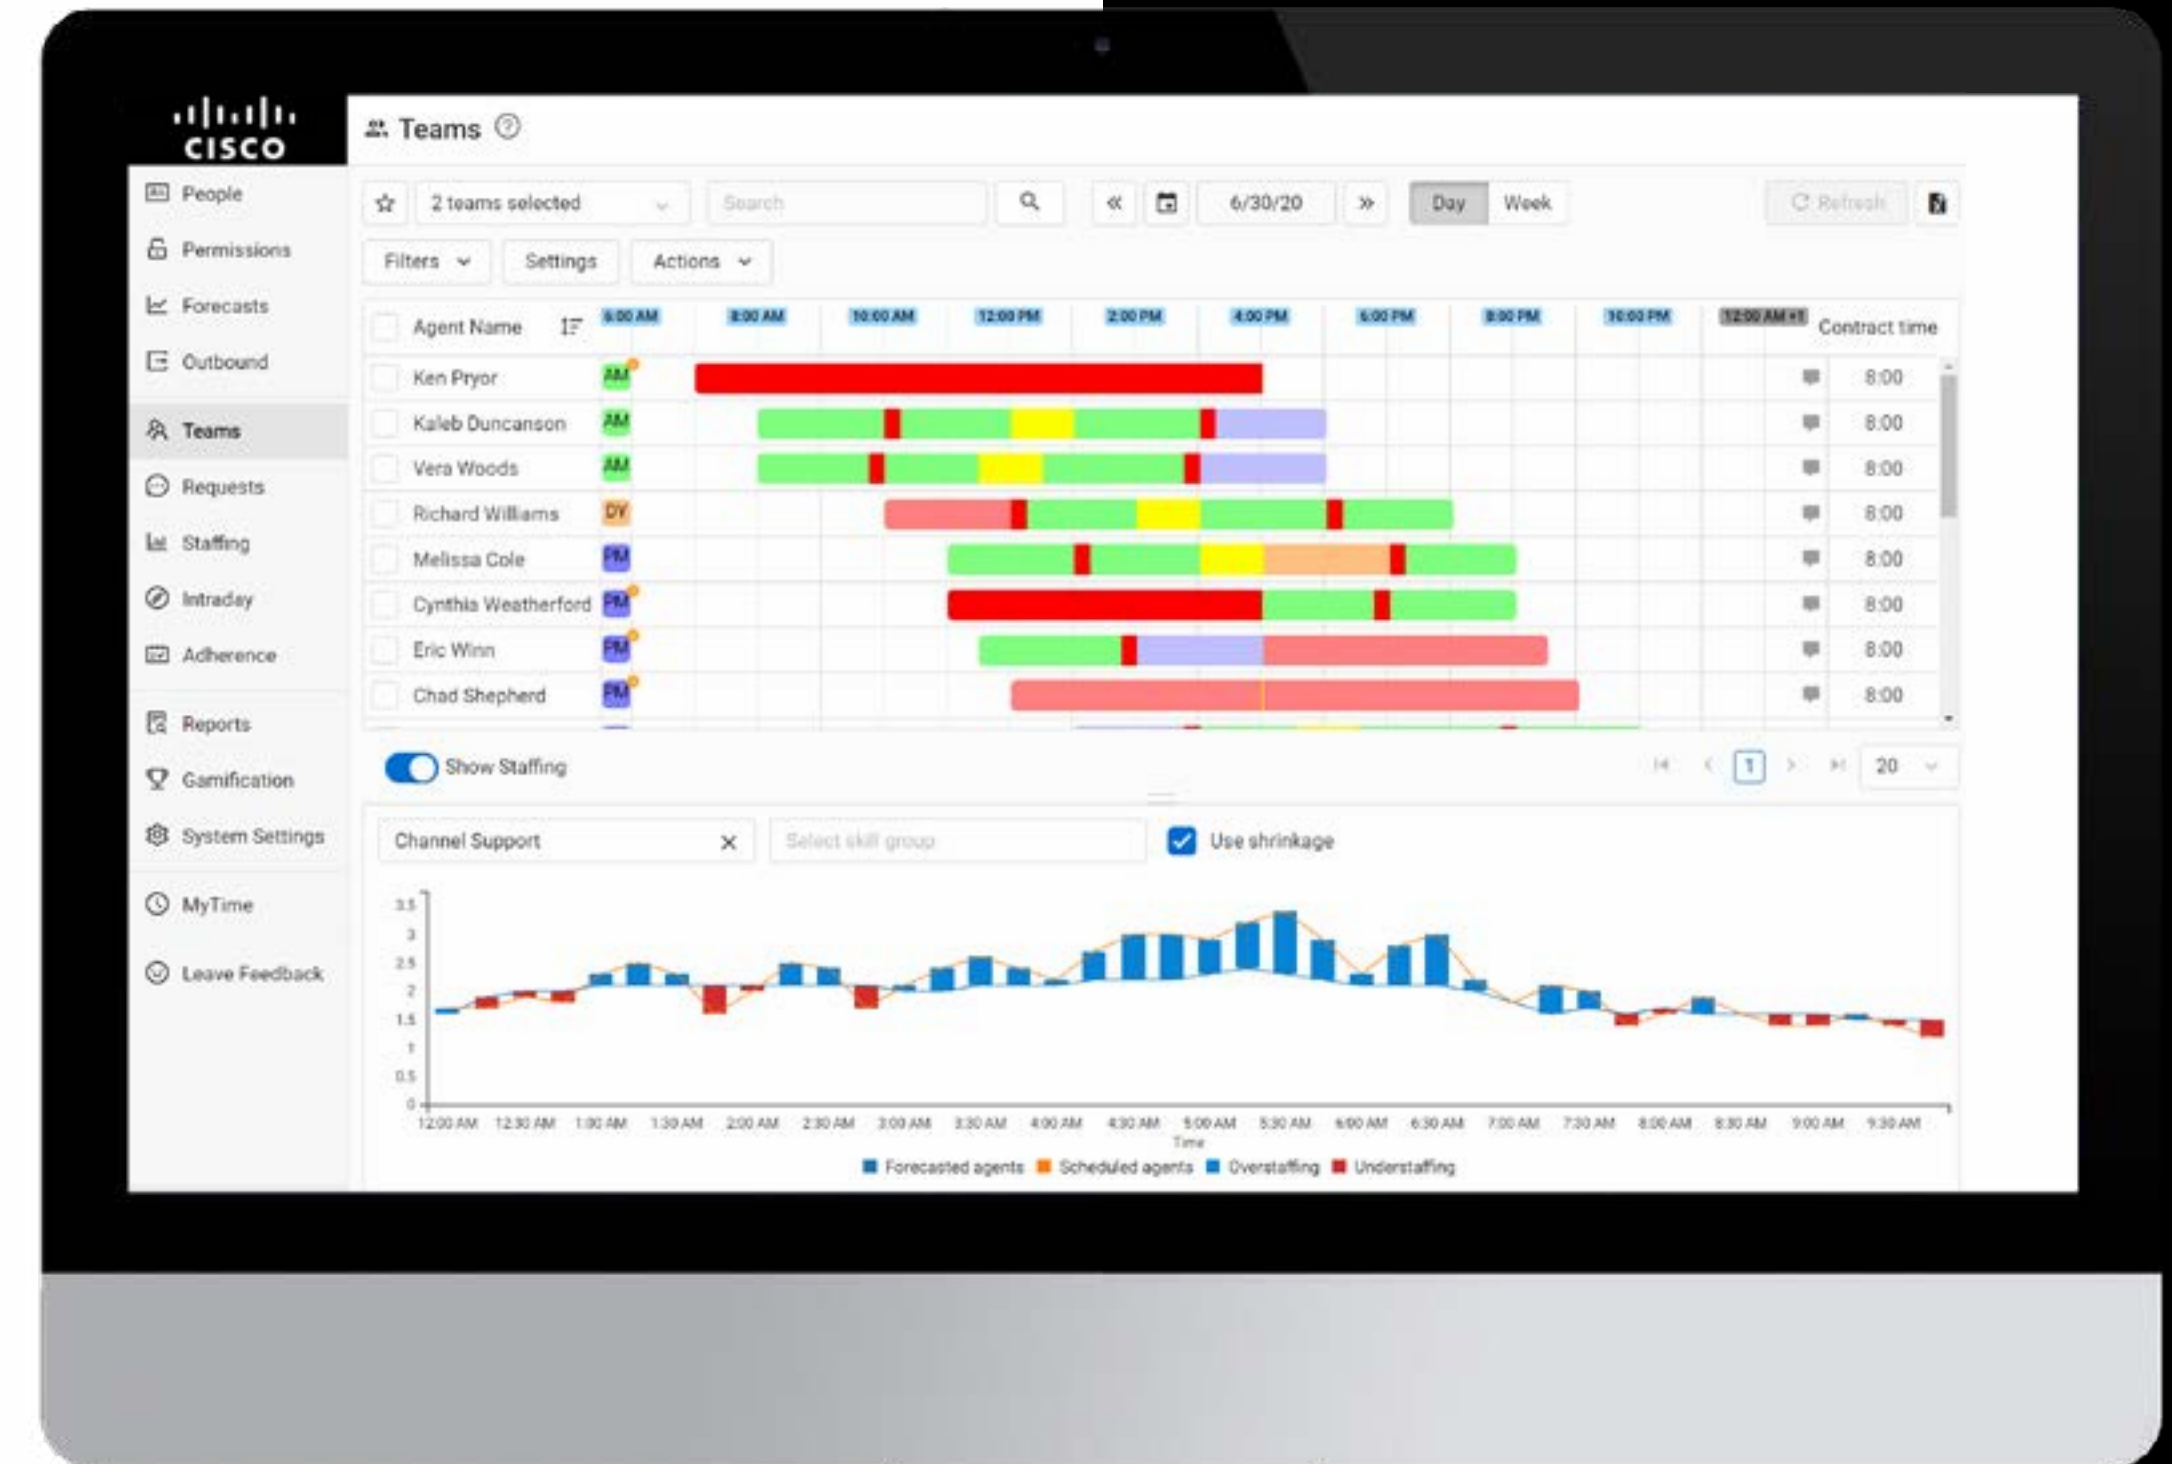 CISCO
Teams
People
Permissions
Forecasts
Outbound
Teams
Requests
Staffing
Intraday
Adherence
Reports
Gamification
System Settings
MyTime
Leave Feedback
2 teams selected
Search
6/30/20
Day
Week
Refresh
Filters
Settings
Actions
Agent Name
6:00 AM 8:00 AM 10:00 AM 12:00 PM 2:00 PM 4:00 PM 6:00 PM 8:00 PM 10:00 PM 12:00 AM +1
Contract time
Ken Pryor AM 8:00
Kaleb Duncanson AM 8:00
Vera Woods AM 8:00
Richard Williams DY 8:00
Melissa Cole PM 8:00
Cynthia Weatherford PM 8:00
Eric Winn PM 8:00
Chad Shepherd PM 8:00
Show Staffing
1
20
Channel Support
Select skill group
Use shrinkage
3.5
3
2.5
2
1.5
1
0.5
0
12:00 AM 12:30 AM 1:00 AM 1:30 AM 2:00 AM 2:30 AM 3:00 AM 3:30 AM 4:00 AM 4:30 AM 5:00 AM 5:30 AM 6:00 AM 6:30 AM 7:00 AM 7:30 AM 8:00 AM 8:30 AM 9:00 AM 9:30 AM
Time
Forecasted agents Scheduled agents Overstaffing Understaffing